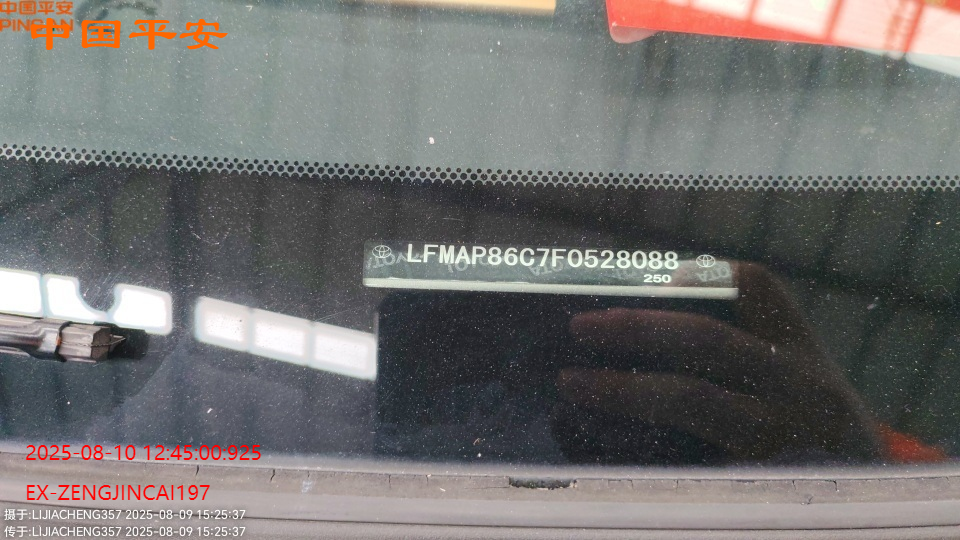 中国平安
PINGAN
中国平安
LFMAP86C7F0528088
250
2025-08-10 12:45:00:925
EX-ZENGJINCAI197
摄于:LIJIACHENG357 2025-08-09 15:25:37
传于:LIJIACHENG357 2025-08-09 15:25:37